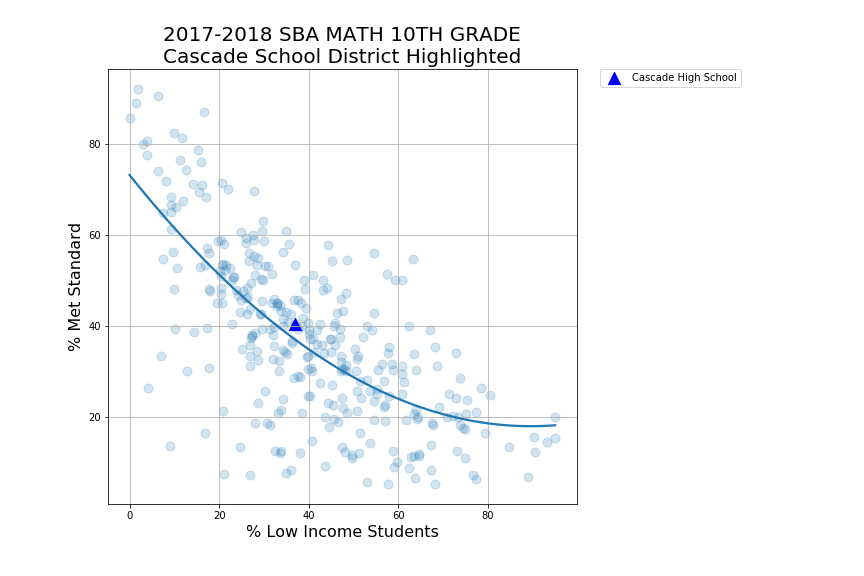 2017-2018 SBA MATH 10TH GRADE
Cascade School District Highlighted
Cascade High School
% Met Standard
80
60
40
20
0
20
40
60
80
% Low Income Students